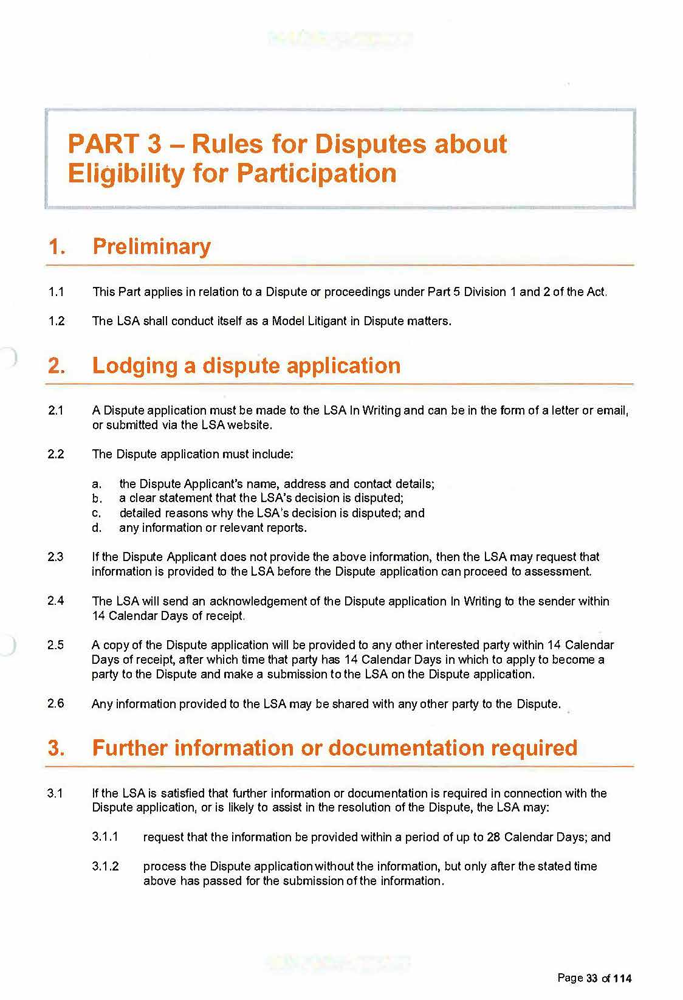 PART 3 – Rules for Disputes about
Eligibility for Participation
1. Preliminary
1.1 This Part applies in relation to a Dispute or proceedings under Part 5 Division 1 and 2 of the Act.
1.2 The LSA shall conduct itself as a Model Litigant in Dispute matters.
2. Lodging a dispute application
2.1 A Dispute application must be made to the LSA In Writing and can be in the form of a letter or email,
or submitted via the LSA website.
2.2 The Dispute application must include:
a. the Dispute Applicant's name, address and contact details;
b. a clear statement that the LSA's decision is disputed;
c. detailed reasons why the LSA's decision is disputed; and
d. any information or relevant reports.
2.3 If the Dispute Applicant does not provide the above information, then the LSA may request that
information is provided to the LSA before the Dispute application can proceed to assessment.
2.4 The LSA will send an acknowledgement of the Dispute application In Writing to the sender within
14 Calendar Days of receipt.
2.5 A copy of the Dispute application will be provided to any other interested party within 14 Calendar
Days of receipt, after which time that party has 14 Calendar Days in which to apply to become a
party to the Dispute and make a submission to the LSA on the Dispute application.
2.6 Any information provided to the LSA may be shared with any other party to the Dispute.
3. Further information or documentation required
3.1 If the LSA is satisfied that further information or documentation is required in connection with the
Dispute application, or is likely to assist in the resolution of the Dispute, the LSA may:
3.1.1 request that the information be provided within a period of up to 28 Calendar Days; and
3.1.2 process the Dispute application without the information, but only after the stated time
above has passed for the submission of the information.
Page 33 of 114